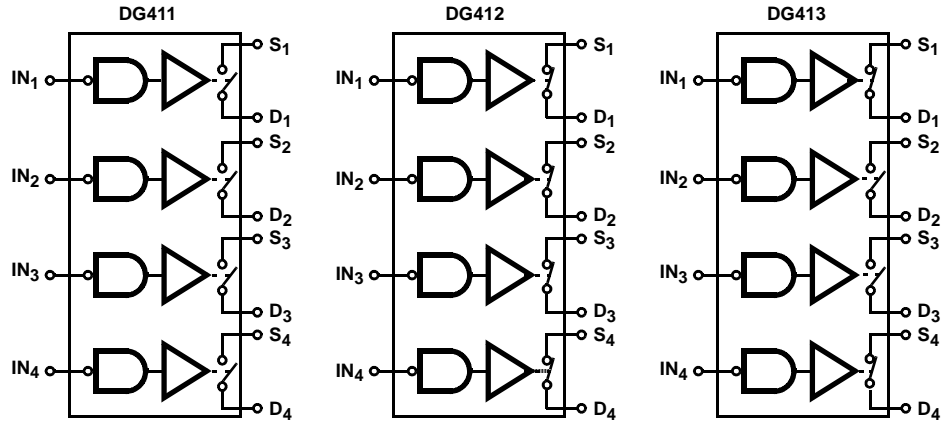 DG411
DG412
DG413
S1
IN1
D1
S2
IN2
D2
S3
IN3
D3
S4
IN4
D4
S1
IN1
D1
S2
IN2
D2
S3
IN3
D3
S4
IN4
D4
S1
IN1
D1
S2
IN2
D2
S3
IN3
D3
S4
IN4
D4